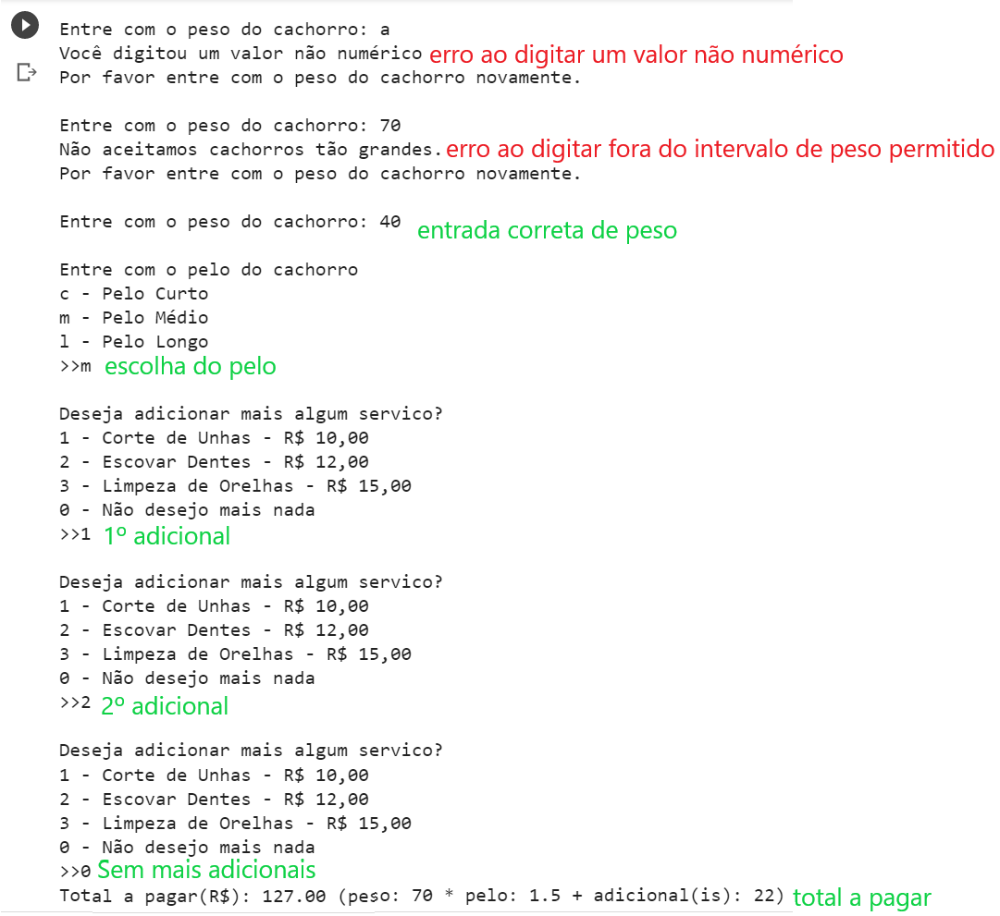 Entre com o peso do cachorro: a
Você digitou um valor não numérico erro ao digitar um valor não numérico
Por favor entre com o peso do cachorro novamente.
Entre com o peso do cachorro: 70
Não aceitamos cachorros tão grandes. erro ao digitar fora do intervalo de peso permitido
Por favor entre com o peso do cachorro novamente.
Entre com o peso do cachorro: 40 entrada correta de peso
Entre com o pelo do cachorro
c - Pelo Curto
m - Pelo Médio
l - Pelo Longo
>>m escolha do pelo
Deseja adicionar mais algum servico?
1 - Corte de Unhas - R$ 10,00
2 - Escovar Dentes - R$ 12,00
3 - Limpeza de Orelhas - R$ 15,00
0 - Não desejo mais nada
>>1 1º adicional
Deseja adicionar mais algum servico?
1 - Corte de Unhas - R$ 10,00
2 - Escovar Dentes - R$ 12,00
3 - Limpeza de Orelhas - R$ 15,00
0 - Não desejo mais nada
>>2 2º adicional
Deseja adicionar mais algum servico?
1 - Corte de Unhas - R$ 10,00
2 - Escovar Dentes - R$ 12,00
3 - Limpeza de Orelhas - R$ 15,00
0 - Não desejo mais nada
>>0 Sem mais adicionais
Total a pagar(R$): 127.00 (peso: 70 * pelo: 1.5 + adicional(is): 22) total a pagar